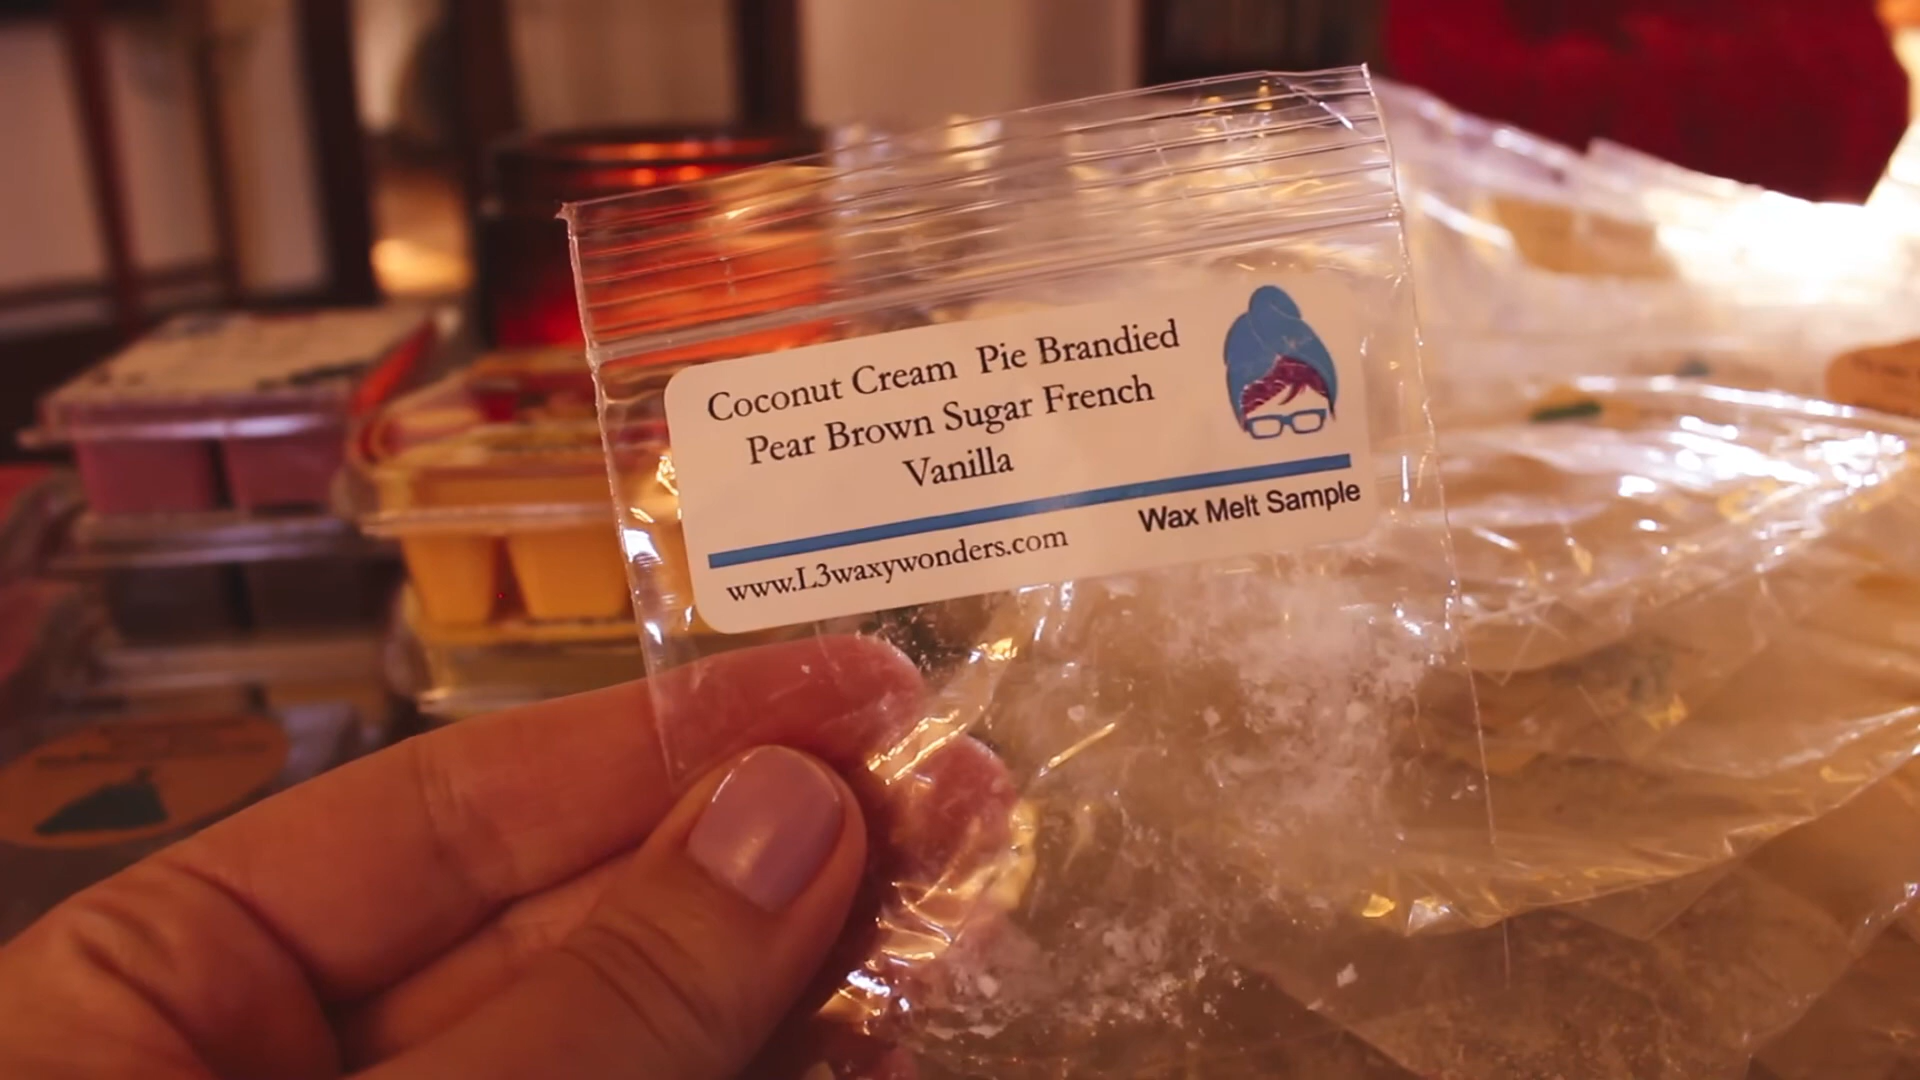 Coconut Cream Pie Brandied
Pear Brown Sugar French
Vanilla
Wax Melt Sample
www.L3waxywonders.com